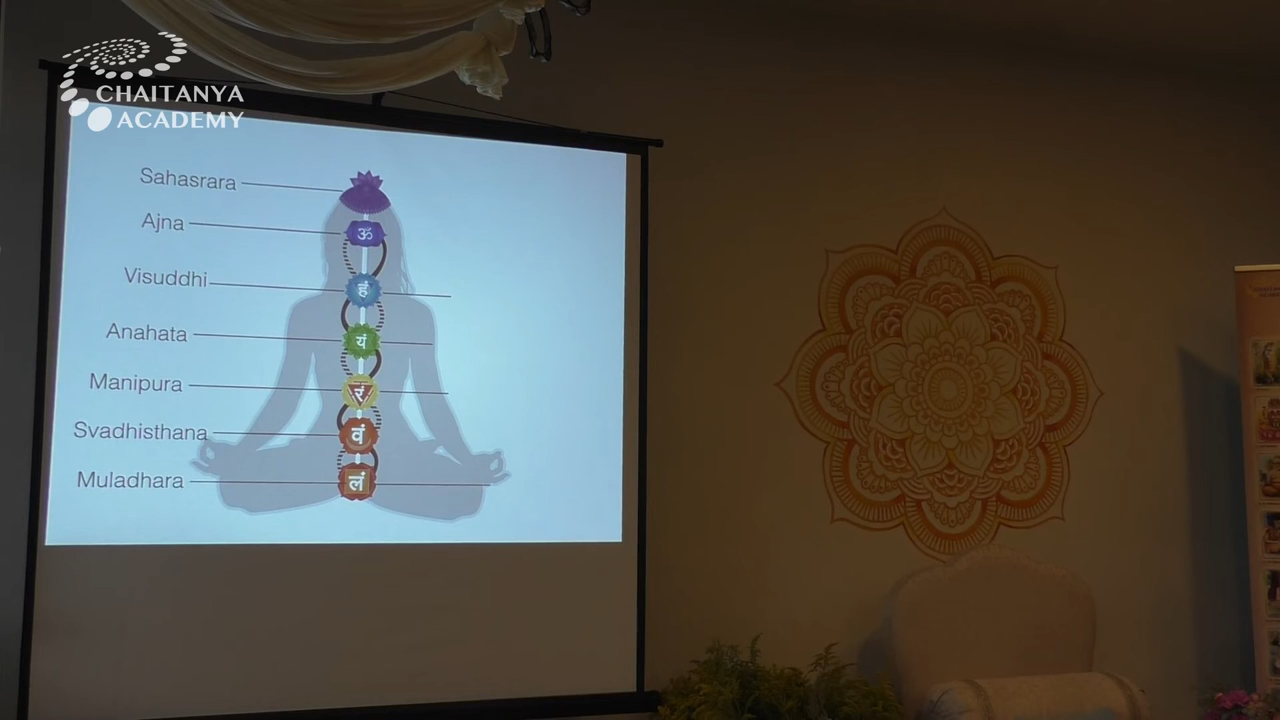 CHAITANYA
ACADEMY
Sahasrara
Ajna
ॐ
Visuddhi
हं
Anahata
यं
Manipura
रं
Svadhisthana
वं
Muladhara
लं